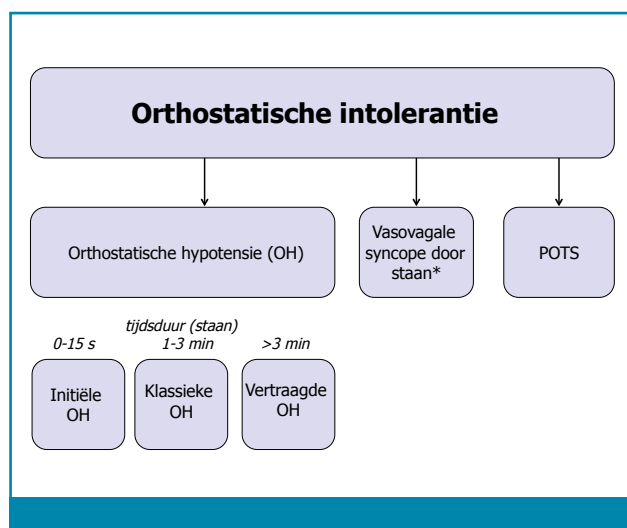 Orthostatische intolerantie
Orthostatische hypotensie (OH)
Vasovagale
syncope door
staan*
POTS
tijdsduur (staan)
0-15 s
1-3 min
>3 min
Initiële
OH
Klassieke
OH
Vertraagde
OH